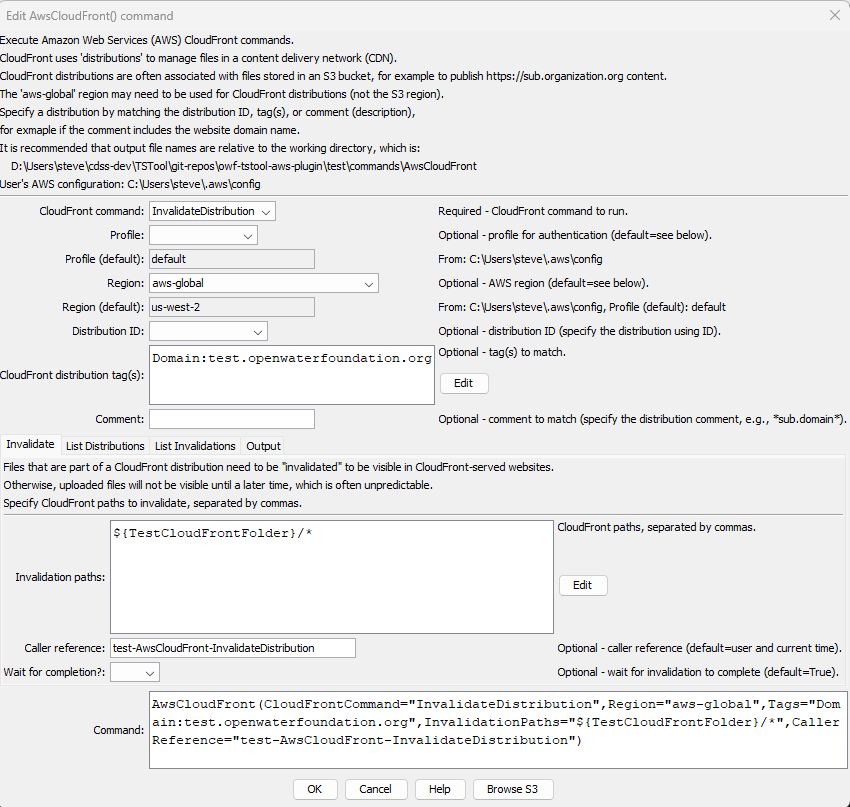 Edit AwsCloudFront() command
Execute Amazon Web Services (AWS) CloudFront commands.
CloudFront uses 'distributions' to manage files in a content delivery network (CDN).
CloudFront distributions are often associated with files stored in an S3 bucket, for example to publish https://sub.organization.org content.
The 'aws-global' region may need to be used for CloudFront distributions (not the S3 region).
Specify a distribution by matching the distribution ID, tag(s), or comment (description),
for exmaple if the comment includes the website domain name.
It is recommended that output file names are relative to the working directory, which is:
D:\Users\steve\cdss-dev\TSTool\git-repos\owf-tstool-aws-plugin\test\commands\AwsCloudFront
User's AWS configuration: C:\Users\steve\.aws\config
CloudFront command: InvalidateDistribution Required - CloudFront command to run.
Profile: Optional - profile for authentication (default=see below).
Profile (default): default From: C:\Users\steve\.aws\config
Region: aws-global Optional - AWS region (default=see below).
Region (default): us-west-2 From: C:\Users\steve\.aws\config, Profile (default): default
Distribution ID: Optional - distribution ID (specify the distribution using ID).
CloudFront distribution tag(s): Domain:test.openwaterfoundation.org Optional - tag(s) to match.
Edit
Comment: Optional - comment to match (specify the distribution comment, e.g., *sub.domain*).
Invalidate List Distributions List Invalidations Output
Files that are part of a CloudFront distribution need to be "invalidated" to be visible in CloudFront-served websites.
Otherwise, uploaded files will not be visible until a later time, which is often unpredictable.
Specify CloudFront paths to invalidate, separated by commas.
Invalidation paths: ${TestCloudFrontFolder}/* CloudFront paths, separated by commas.
Edit
Caller reference: test-AwsCloudFront-InvalidateDistribution Optional - caller reference (default=user and current time).
Wait for completion?: Optional - wait for invalidation to complete (default=True).
Command: AwsCloudFront(CloudFrontCommand="InvalidateDistribution",Region="aws-global",Tags="Dom
ain:test.openwaterfoundation.org",InvalidationPaths="${TestCloudFrontFolder}/*",Caller
Reference="test-AwsCloudFront-InvalidateDistribution")
OK Cancel Help Browse S3